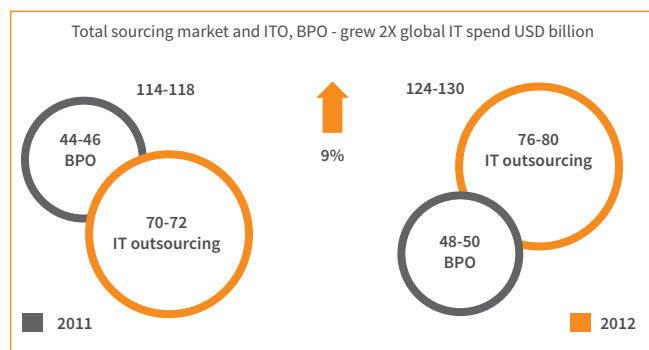 Total sourcing market and ITO, BPO - grew 2X global IT spend USD billion
114-118
44-46
BPO
70-72
IT outsourcing
9%
124-130
76-80
IT outsourcing
48-50
BPO
2011
2012